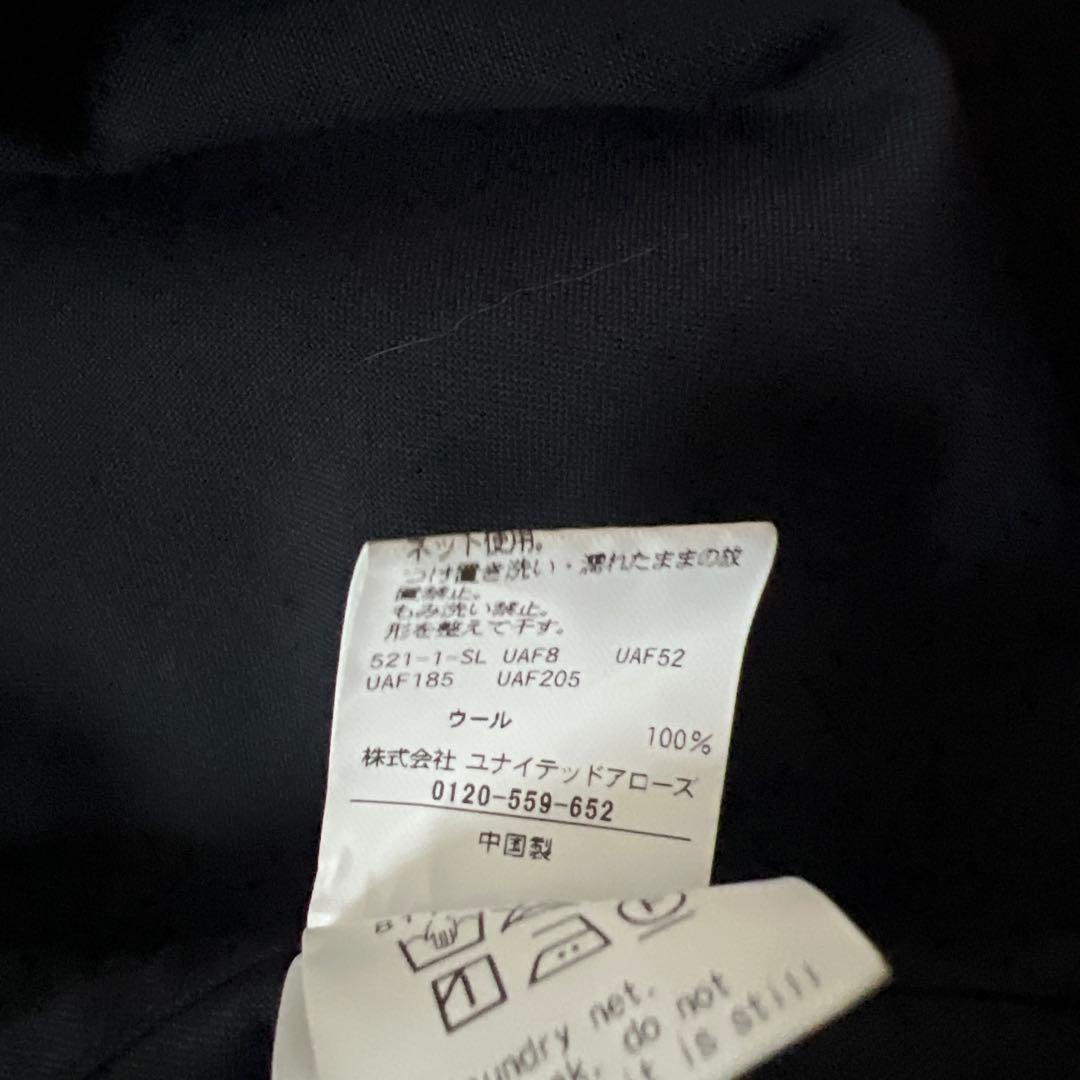 ネット使用。
つけ置き洗い・濡れたままの放
置禁止。
もみ洗い禁止。
形を整えて干す。
521-1-SL UAF8 UAF52
UAF185 UAF205
ウール
100%
株式会社 ユナイテッドアローズ
0120-559-652
中国製
net.
do not
is still